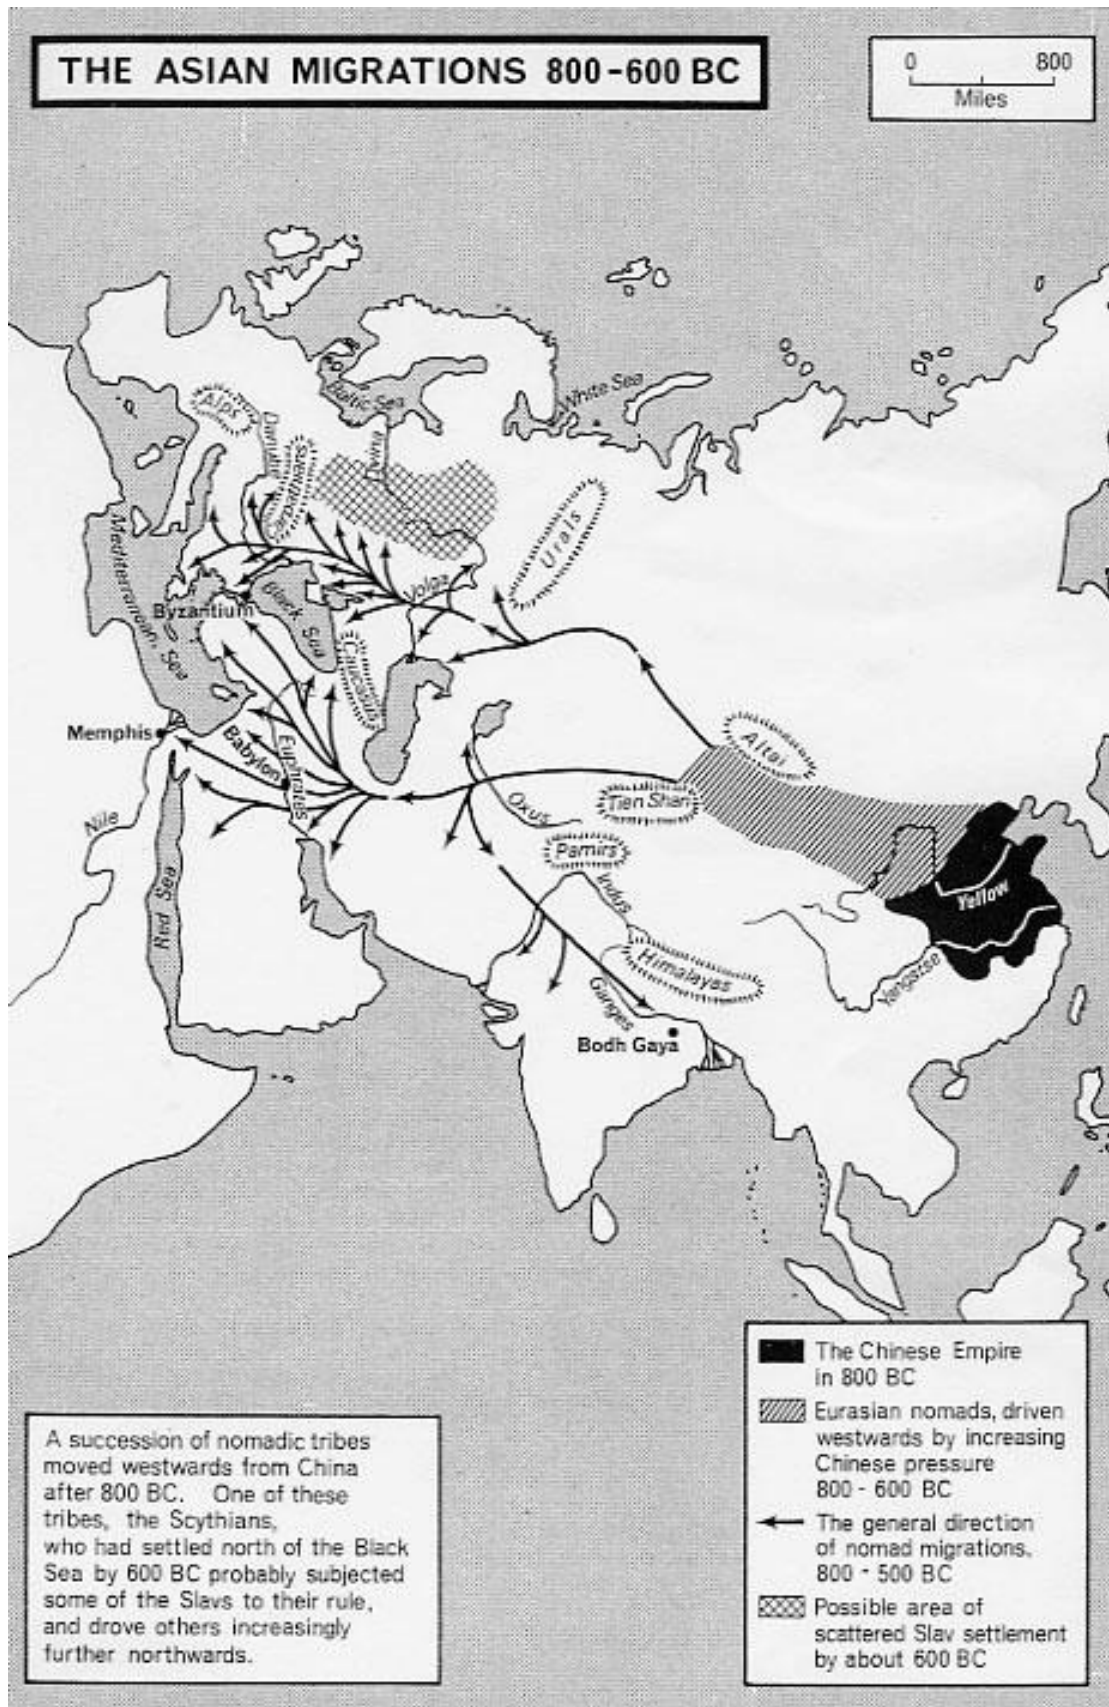 THE ASIAN MIGRATIONS 800-600 BC
0 800
Miles
White Sea
Baltic Sea
Alps
Danube
Dvina
Carpathians
Urals
Mediterranean Sea
Volga
Byzantium
Black Sea
Caucasus
Altai
Memphis
Babylon
Euphrates
Tien Shan
Oxus
Nile
Pamirs
Indus
Yellow
Red Sea
Himalayas
Yangtse
Ganges
Bodh Gaya
The Chinese Empire
in 800 BC
Eurasian nomads, driven
westwards by increasing
Chinese pressure
800 - 600 BC
The general direction
of nomad migrations.
800 - 500 BC
Possible area of
scattered Slav settlement
by about 600 BC
A succession of nomadic tribes
moved westwards from China
after 800 BC. One of these
tribes, the Scythians,
who had settled north of the Black
Sea by 600 BC probably subjected
some of the Slavs to their rule,
and drove others increasingly
further northwards.